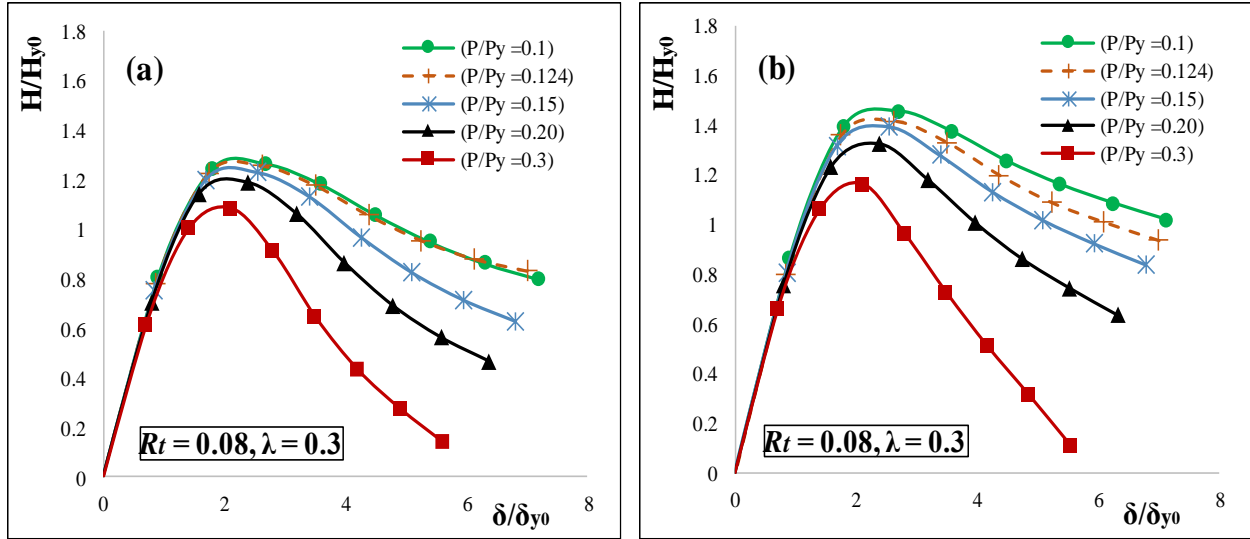 H/Hy0
1.8
1.6
1.4
1.2
1
0.8
0.6
0.4
0.2
0
(a)
(P/Py =0.1)
(P/Py =0.124)
(P/Py =0.15)
(P/Py =0.20)
(P/Py =0.3)
Rt = 0.08, λ = 0.3
0 2 4 6 8
δ/δy0
H/Hy0
1.8
1.6
1.4
1.2
1
0.8
0.6
0.4
0.2
0
(b)
(P/Py =0.1)
(P/Py =0.124)
(P/Py =0.15)
(P/Py =0.20)
(P/Py =0.3)
Rt = 0.08, λ = 0.3
0 2 4 6 8
δ/δy0